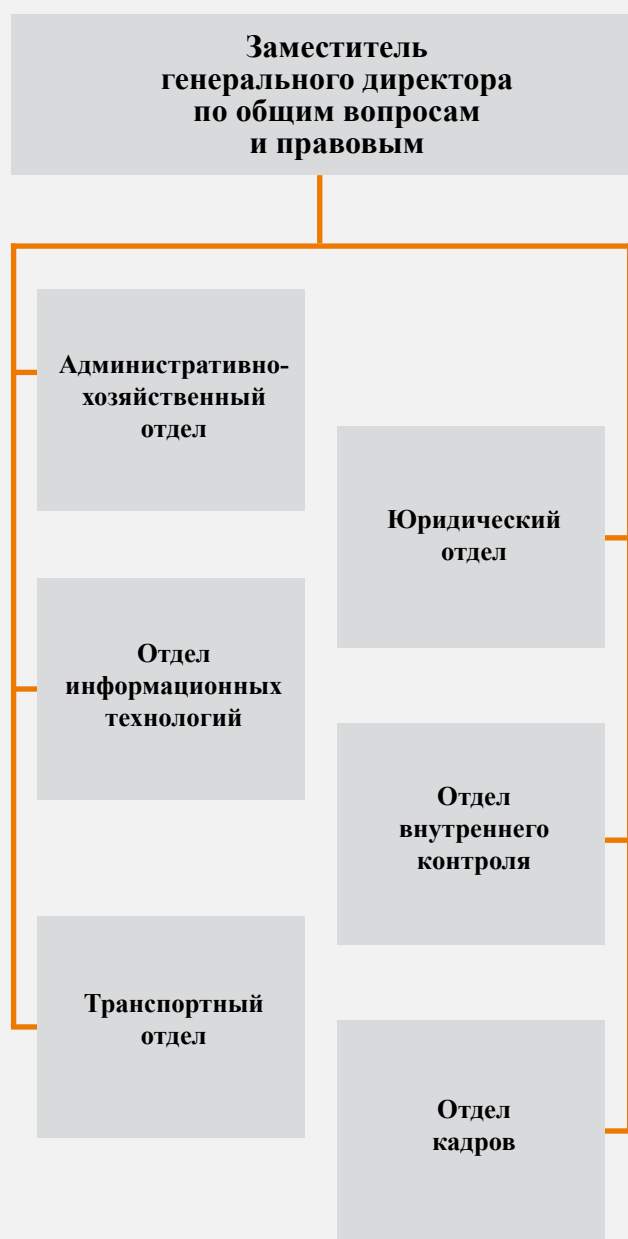 Заместитель
генерального директора
по общим вопросам
и правовым
Административно-
хозяйственный
отдел
Юридический
отдел
Отдел
информационных
технологий
Отдел
внутреннего
контроля
Транспортный
отдел
Отдел
кадров